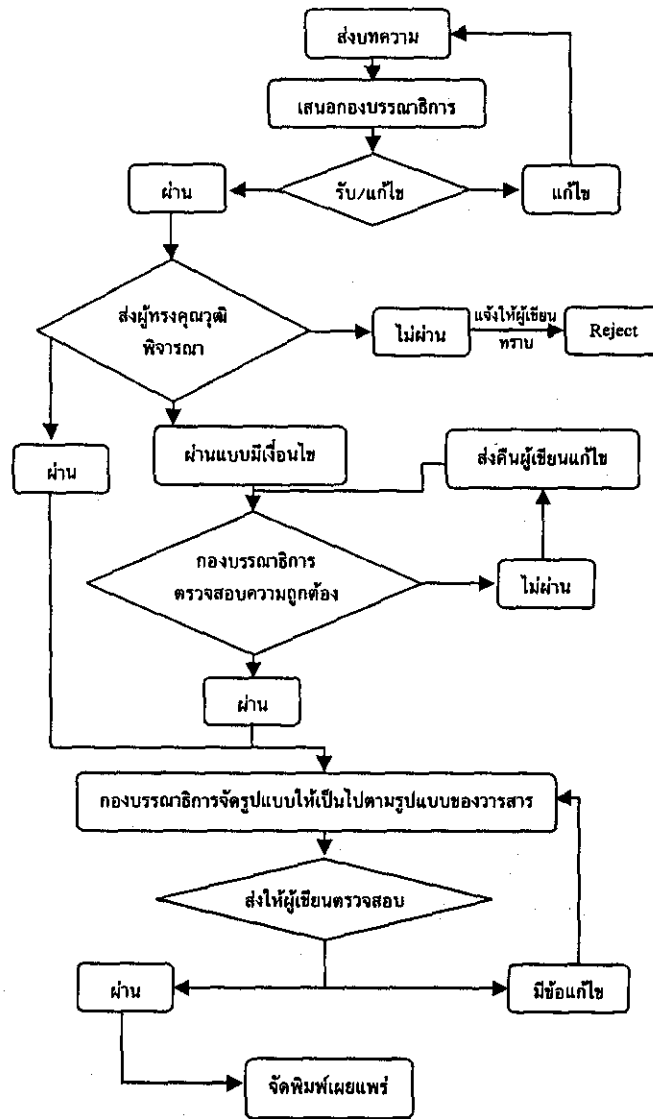 ส่งบทความ
เสนอกองบรรณาธิการ
ผ่าน
รับ/แก้ไข
แก้ไข
ส่งผู้ทรงคุณวุฒิ
พิจารณา
ไม่ผ่าน
แจ้งให้ผู้เขียน
ทราบ
Reject
ผ่าน
ผ่านแบบมีเงื่อนไข
ส่งคืนผู้เขียนแก้ไข
กองบรรณาธิการ
ตรวจสอบความถูกต้อง
ไม่ผ่าน
ผ่าน
กองบรรณาธิการจัดรูปแบบให้เป็นไปตามรูปแบบของวารสาร
ส่งให้ผู้เขียนตรวจสอบ
ผ่าน
มีข้อแก้ไข
จัดพิมพ์เผยแพร่